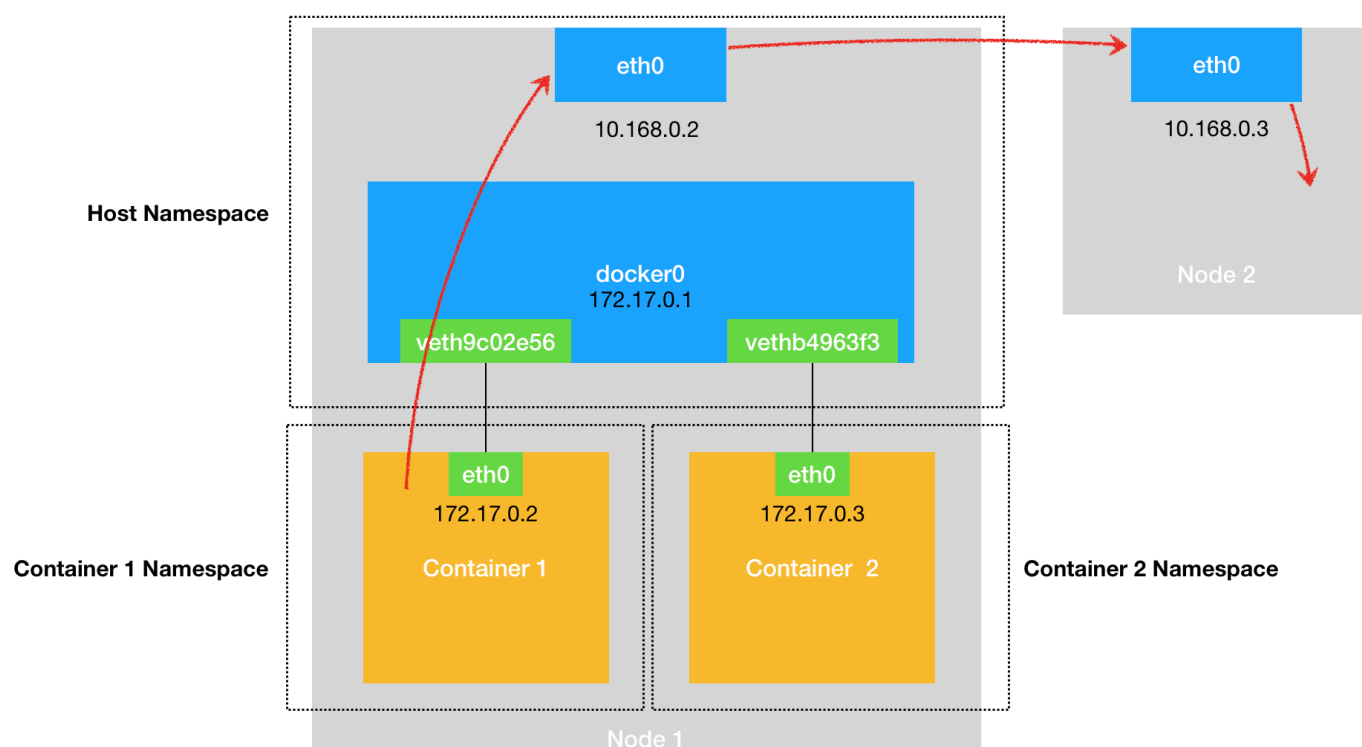 eth0
eth0
10.168.0.2
10.168.0.3
Host Namespace
docker0
172.17.0.1
Node 2
veth9c02e56
vethb4963f3
eth0
eth0
172.17.0.2
172.17.0.3
Container 1 Namespace
Container 1
Container 2
Container 2 Namespace
Node 1